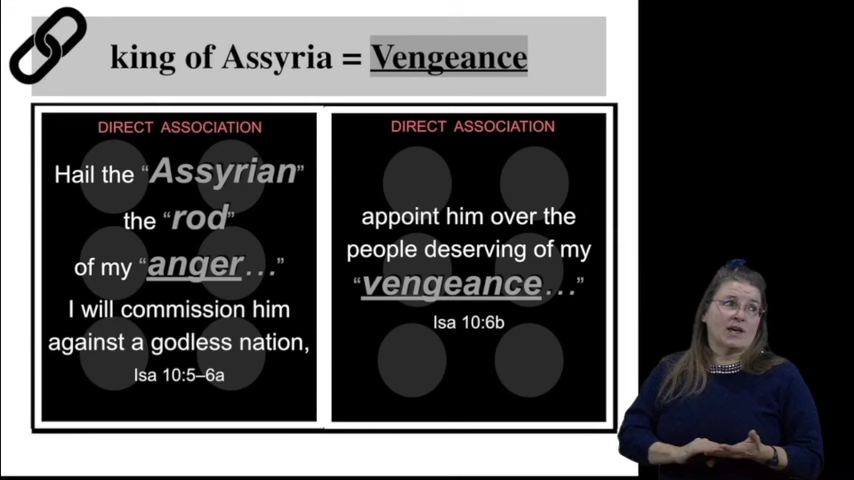 king of Assyria = Vengeance
DIRECT ASSOCIATION
Hail the “Assyrian”
the “rod”
of my “anger…”
I will commission him
against a godless nation,
Isa 10:5–6a
DIRECT ASSOCIATION
appoint him over the
people deserving of my
“vengeance…”
Isa 10:6b